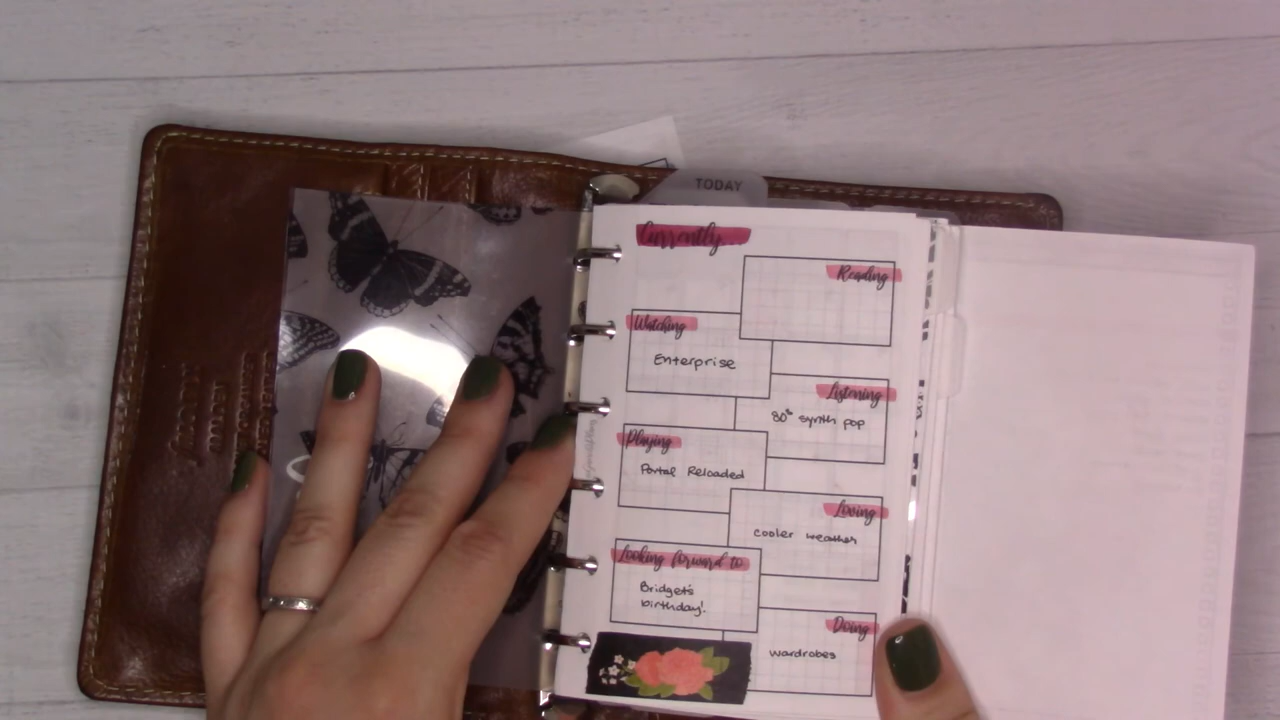 TODAY
Currently...
Reading
Watching
Enterprise
Listening
80s synth pop
Playing
Portal Reloaded
Loving
cooler weather
Looking forward to
Bridget's
birthday!
Doing
wardrobes